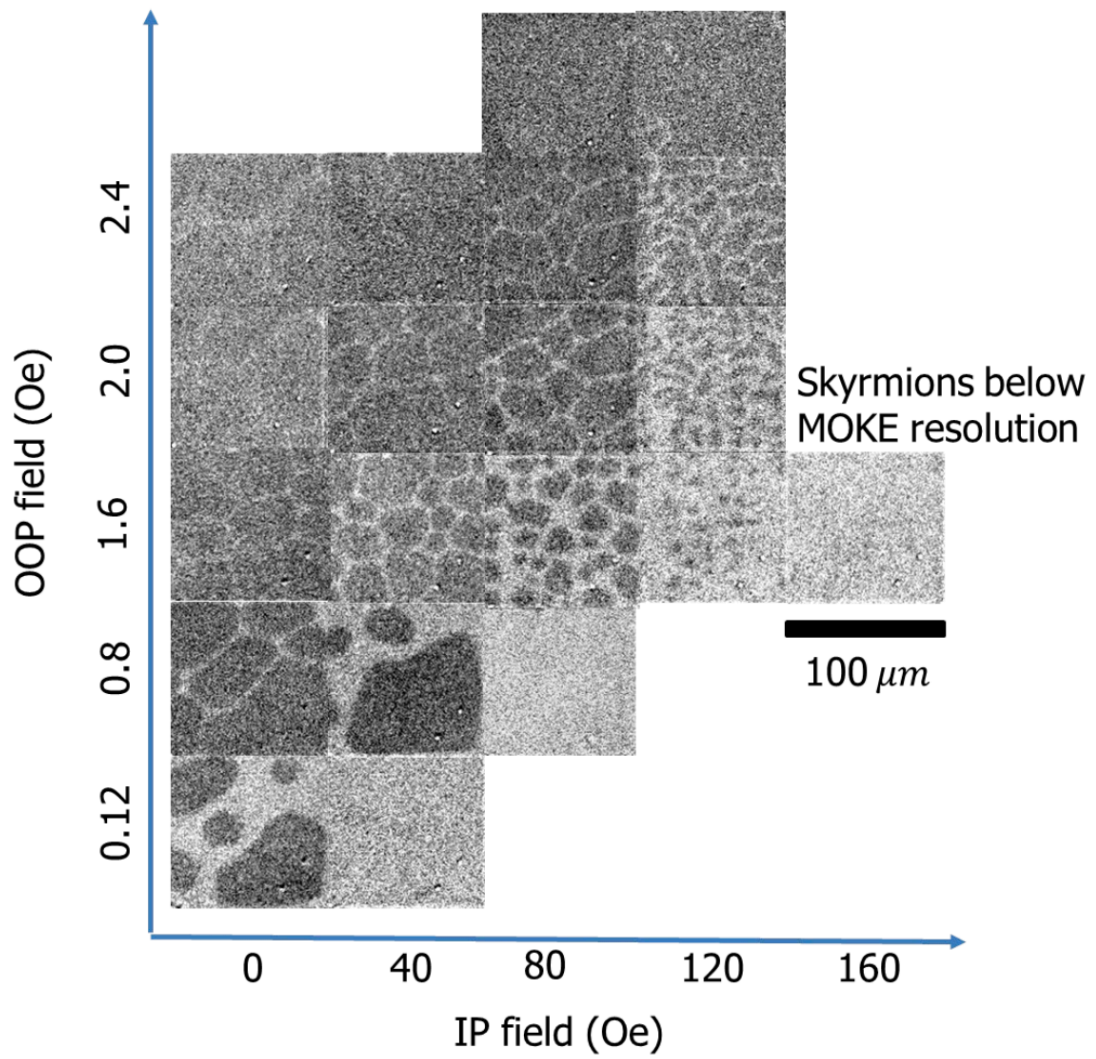 2.4
2.0
Skyrmions below
MOKE resolution
OOP field (Oe)
1.6
0.8
100 μm
0.12
0 40 80 120 160
IP field (Oe)